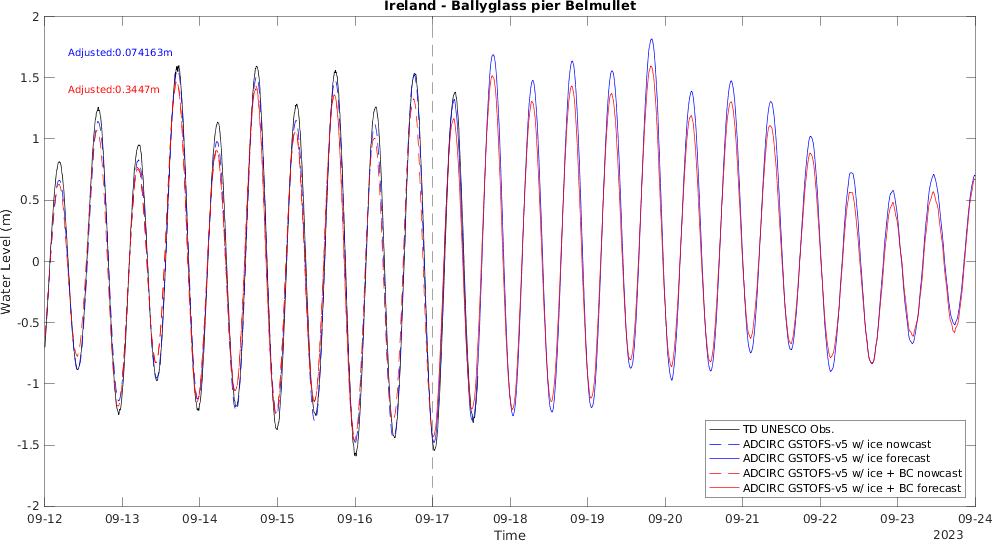 Ireland - Ballyglass pier Belmullet
Adjusted:0.074163m
Adjusted:0.3447m
Water Level (m)
2
1.5
1
0.5
0
-0.5
-1
-1.5
-2
TD UNESCO Obs.
ADCIRC GSTOFS-v5 w/ ice nowcast
ADCIRC GSTOFS-v5 w/ ice forecast
ADCIRC GSTOFS-v5 w/ ice + BC nowcast
ADCIRC GSTOFS-v5 w/ ice + BC forecast
09-12 09-13 09-14 09-15 09-16 09-17 09-18 09-19 09-20 09-21 09-22 09-23 09-24
Time
2023